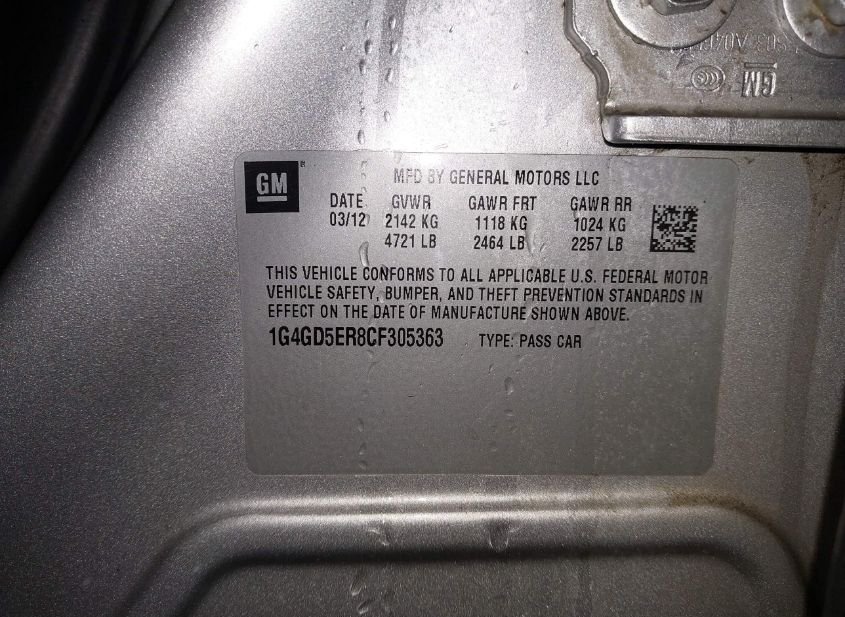 GM
GM
MFD BY GENERAL MOTORS LLC
DATE GVWR GAWR FRT GAWR RR
03/12 2142 KG 1118 KG 1024 KG
4721 LB 2464 LB 2257 LB
THIS VEHICLE CONFORMS TO ALL APPLICABLE U.S. FEDERAL MOTOR
VEHICLE SAFETY, BUMPER, AND THEFT PREVENTION STANDARDS IN
EFFECT ON THE DATE OF MANUFACTURE SHOWN ABOVE.
1G4GD5ER8CF305363 TYPE: PASS CAR